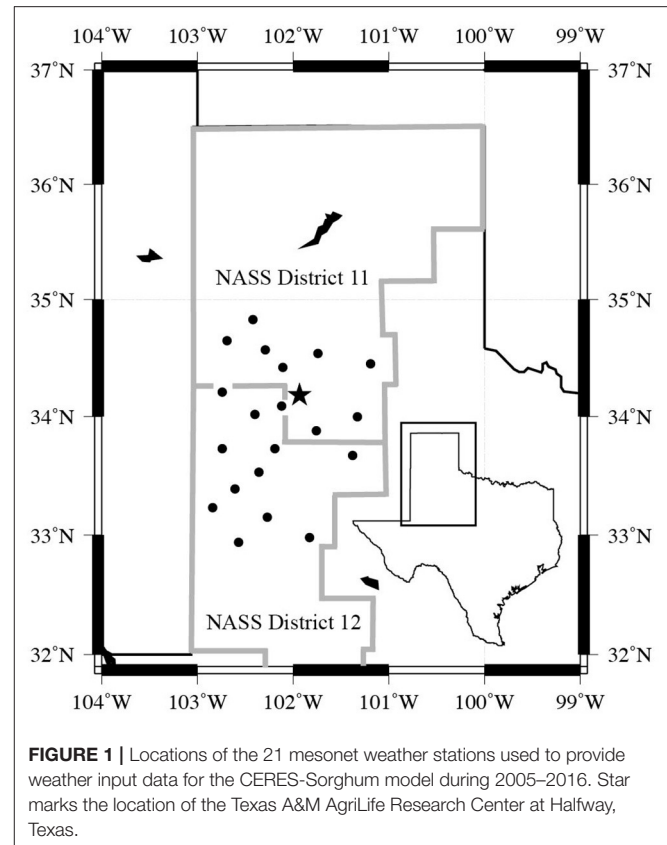 104˚W 103˚W 102˚W 101˚W 100˚W 99˚W
37˚N 37˚N
36˚N 36˚N
NASS District 11
35˚N 35˚N
34˚N 34˚N
33˚N 33˚N
NASS District 12
32˚N 32˚N
104˚W 103˚W 102˚W 101˚W 100˚W 99˚W
FIGURE 1 | Locations of the 21 mesonet weather stations used to provide
weather input data for the CERES-Sorghum model during 2005–2016. Star
marks the location of the Texas A&M AgriLife Research Center at Halfway,
Texas.